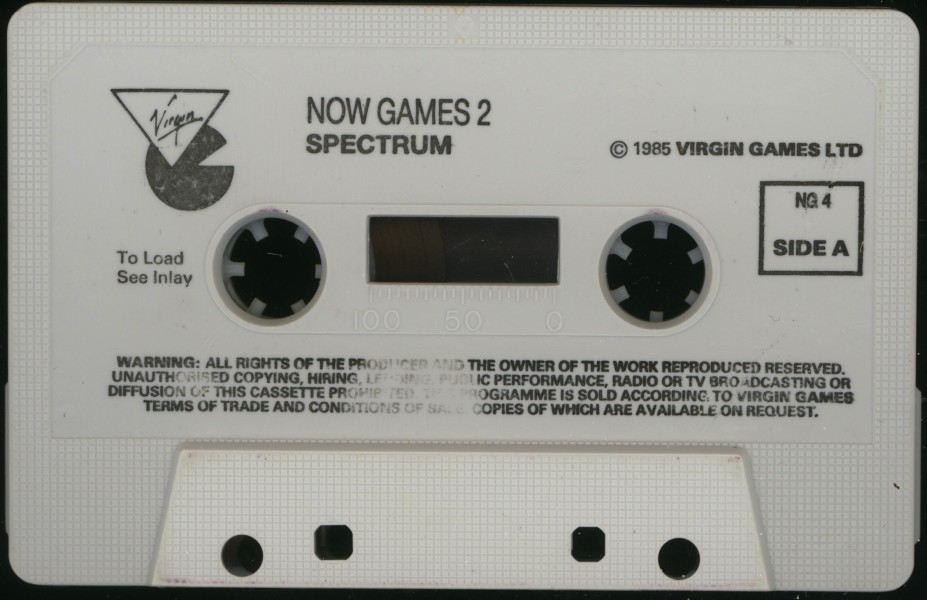 Virgin
NOW GAMES 2
SPECTRUM
© 1985 VIRGIN GAMES LTD
NG 4
SIDE A
To Load
See Inlay
100 50 0
WARNING: ALL RIGHTS OF THE PRODUCER AND THE OWNER OF THE WORK REPRODUCED RESERVED.
UNAUTHORISED COPYING, HIRING, LENDING, PUBLIC PERFORMANCE, RADIO OR TV BROADCASTING OR
DIFFUSION OF THIS CASSETTE PROHIBITED. THIS PROGRAMME IS SOLD ACCORDING TO VIRGIN GAMES
TERMS OF TRADE AND CONDITIONS OF SALE COPIES OF WHICH ARE AVAILABLE ON REQUEST.